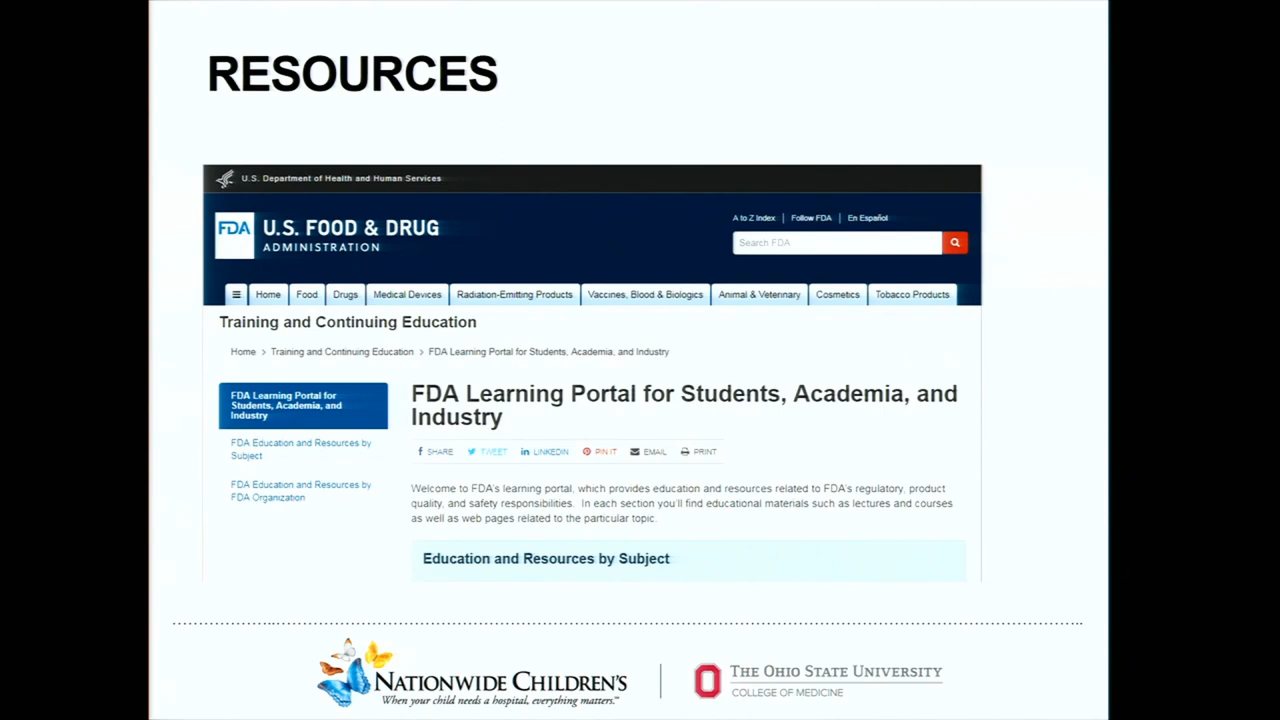 RESOURCES
U.S. Department of Health and Human Services
FDA U.S. FOOD & DRUG
ADMINISTRATION
A to Z Index | Follow FDA | En Español
Search FDA
Home Food Drugs Medical Devices Radiation-Emitting Products Vaccines, Blood & Biologics Animal & Veterinary Cosmetics Tobacco Products
Training and Continuing Education
Home > Training and Continuing Education > FDA Learning Portal for Students, Academia, and Industry
FDA Learning Portal for
Students, Academia, and
Industry
FDA Education and Resources by
Subject
FDA Education and Resources by
FDA Organization
FDA Learning Portal for Students, Academia, and
Industry
f SHARE TWEET in LINKEDIN PIN IT EMAIL PRINT
Welcome to FDA's learning portal, which provides education and resources related to FDA's regulatory, product
quality, and safety responsibilities. In each section you'll find educational materials such as lectures and courses
as well as web pages related to the particular topic.
Education and Resources by Subject
NATIONWIDE CHILDREN'S
When your child needs a hospital, everything matters.™
THE OHIO STATE UNIVERSITY
COLLEGE OF MEDICINE